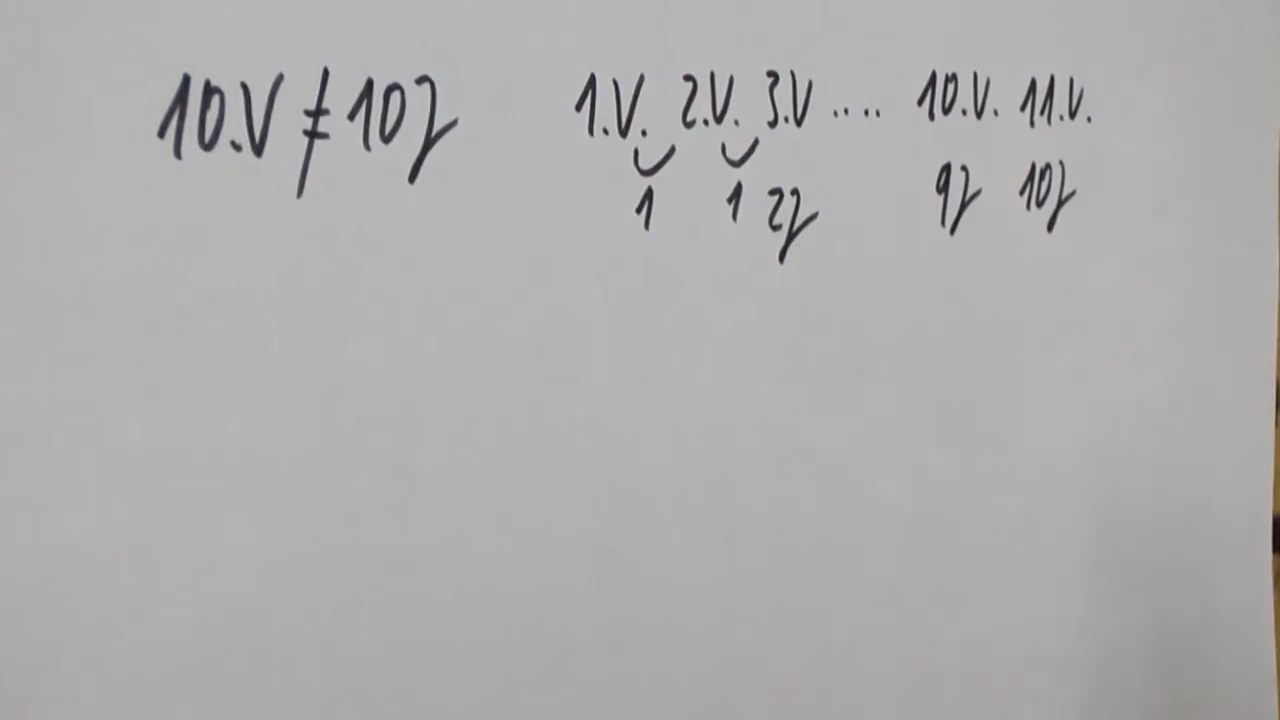 10.V ≠ 10J
1.V. 2.V. 3.V .... 10.V. 11.V.
1 1 2J 9J 10J